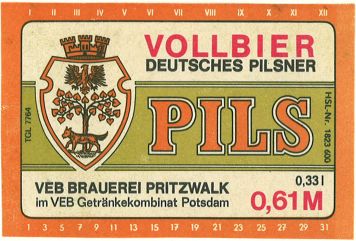 I II III IV V VI VII VIII IX X XI XII
VOLLBIER
DEUTSCHES PILSNER
TGL 7764
PILS
HSL-Nr. 1823 600
VEB BRAUEREI PRITZWALK
im VEB Getränkekombinat Potsdam
0,33 l
0,61 M
1 3 5 7 9 11 13 15 17 19 21 23 25 27 29 31